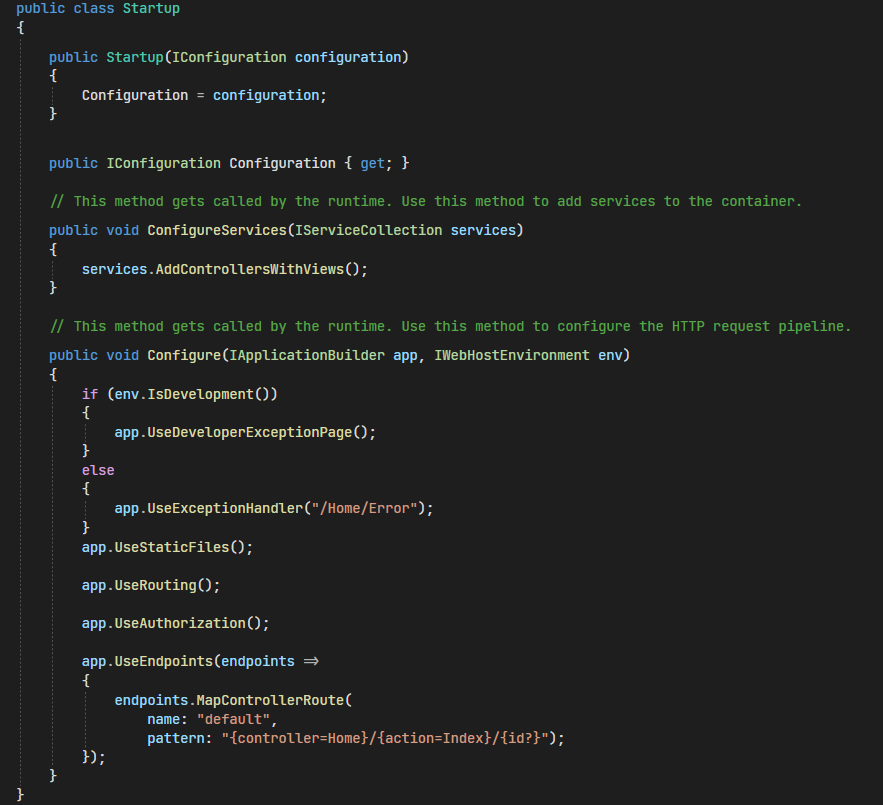 public class Startup
{
public Startup(IConfiguration configuration)
{
Configuration = configuration;
}
public IConfiguration Configuration { get; }
// This method gets called by the runtime. Use this method to add services to the container.
public void ConfigureServices(IServiceCollection services)
{
services.AddControllersWithViews();
}
// This method gets called by the runtime. Use this method to configure the HTTP request pipeline.
public void Configure(IApplicationBuilder app, IWebHostEnvironment env)
{
if (env.IsDevelopment())
{
app.UseDeveloperExceptionPage();
}
else
{
app.UseExceptionHandler("/Home/Error");
}
app.UseStaticFiles();
app.UseRouting();
app.UseAuthorization();
app.UseEndpoints(endpoints =>
{
endpoints.MapControllerRoute(
name: "default",
pattern: "{controller=Home}/{action=Index}/{id?}");
});
}
}